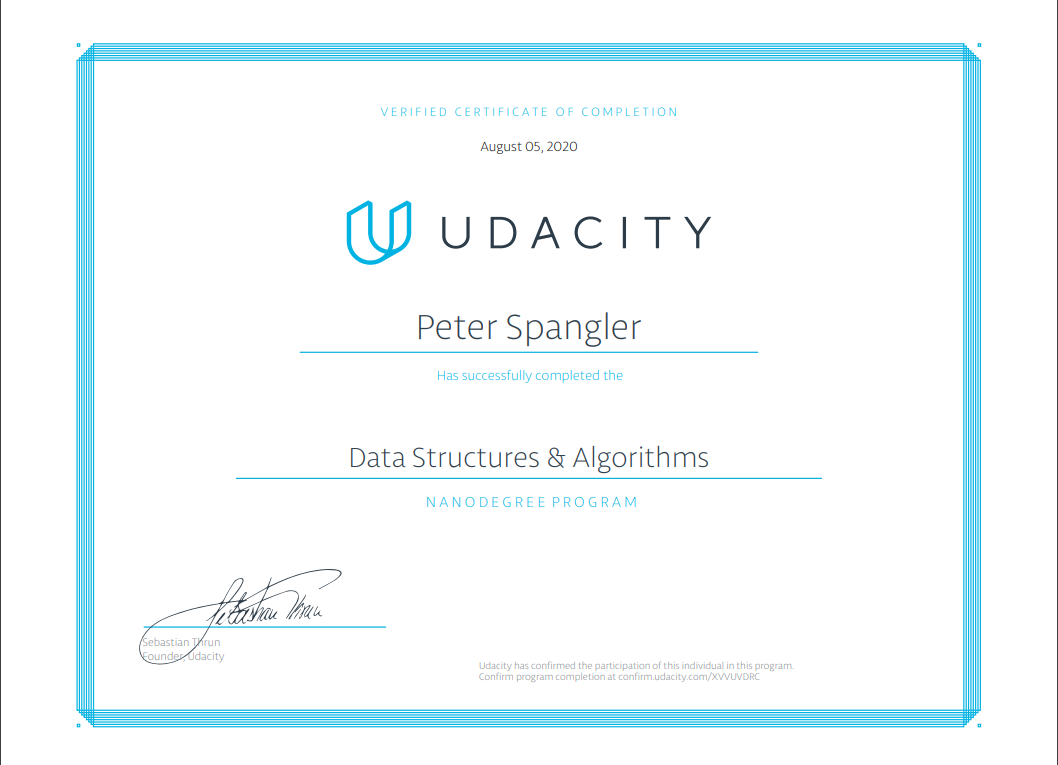 VERIFIED CERTIFICATE OF COMPLETION
August 05, 2020
UDACITY
Peter Spangler
Has successfully completed the
Data Structures & Algorithms
NANODEGREE PROGRAM
Sebastian Thrun
Sebastian Thrun
Founder, Udacity
Udacity has confirmed the participation of this individual in this program.
Confirm program completion at confirm.udacity.com/XVVUVDRC